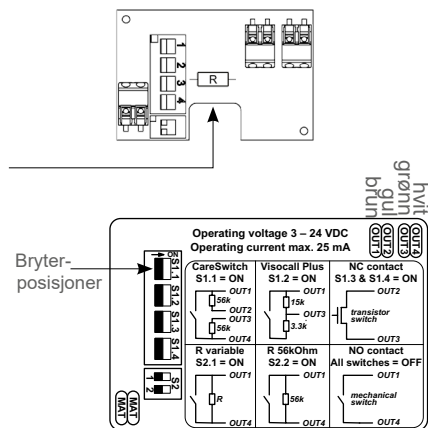 1
2
3
4
R
hvit
grønn
gul
brun
OUT1
OUT2
OUT3
OUT4
Operating voltage 3 – 24 VDC
Operating current max. 25 mA
Bryter-
posisjoner
ON
S1.1
S1.2
S1.3
S1.4
1
2
S2
MAT
MAT
CareSwitch
S1.1 = ON
OUT1
56k
OUT2
OUT3
56k
OUT4
Visocall Plus
S1.2 = ON
OUT1
15k
OUT3
3.3k
OUT4
NC contact
S1.3 & S1.4 = ON
OUT2
transistor
switch
OUT3
R variable
S2.1 = ON
OUT1
R
OUT4
R 56kOhm
S2.2 = ON
OUT1
56k
OUT4
NO contact
All switches = OFF
OUT1
mechanical
switch
OUT4